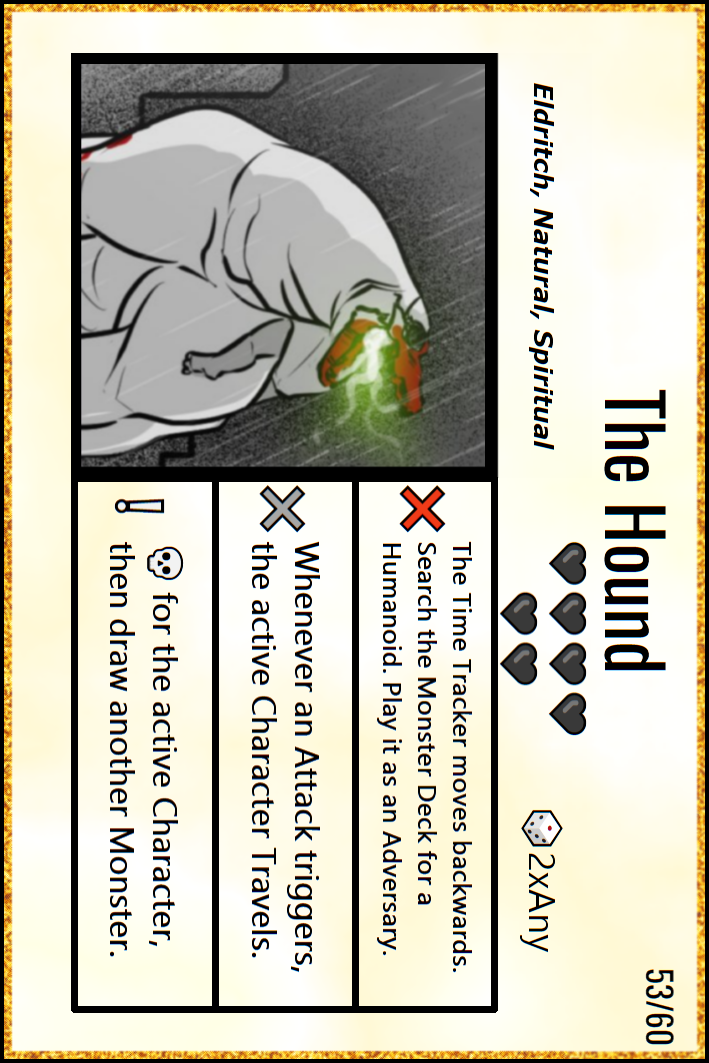 The Hound
53/60
Eldritch, Natural, Spiritual
2xAny
The Time Tracker moves backwards.
Search the Monster Deck for a
Humanoid. Play it as an Adversary.
Whenever an Attack triggers,
the active Character Travels.
for the active Character,
then draw another Monster.